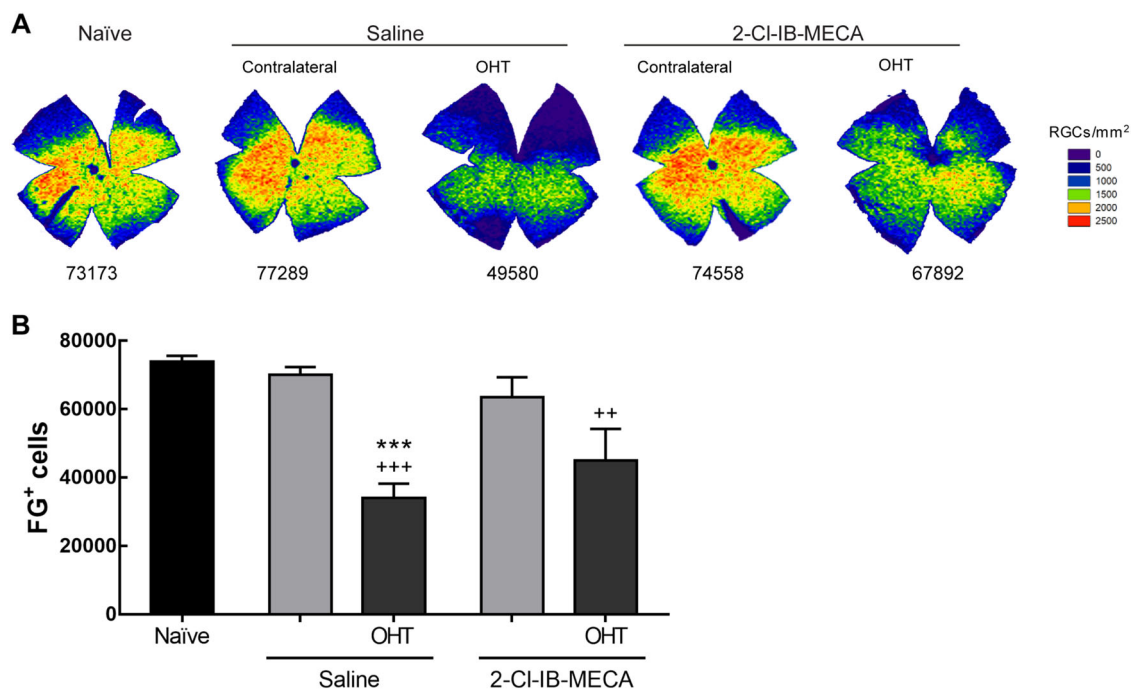 A
Naïve
Saline
2-Cl-IB-MECA
Contralateral
OHT
Contralateral
OHT
RGCs/mm2
0
500
1000
1500
2000
2500
73173
77289
49580
74558
67892
B
80000
60000
40000
20000
0
FG+ cells
***
+++
++
Naïve
OHT
OHT
Saline
2-Cl-IB-MECA